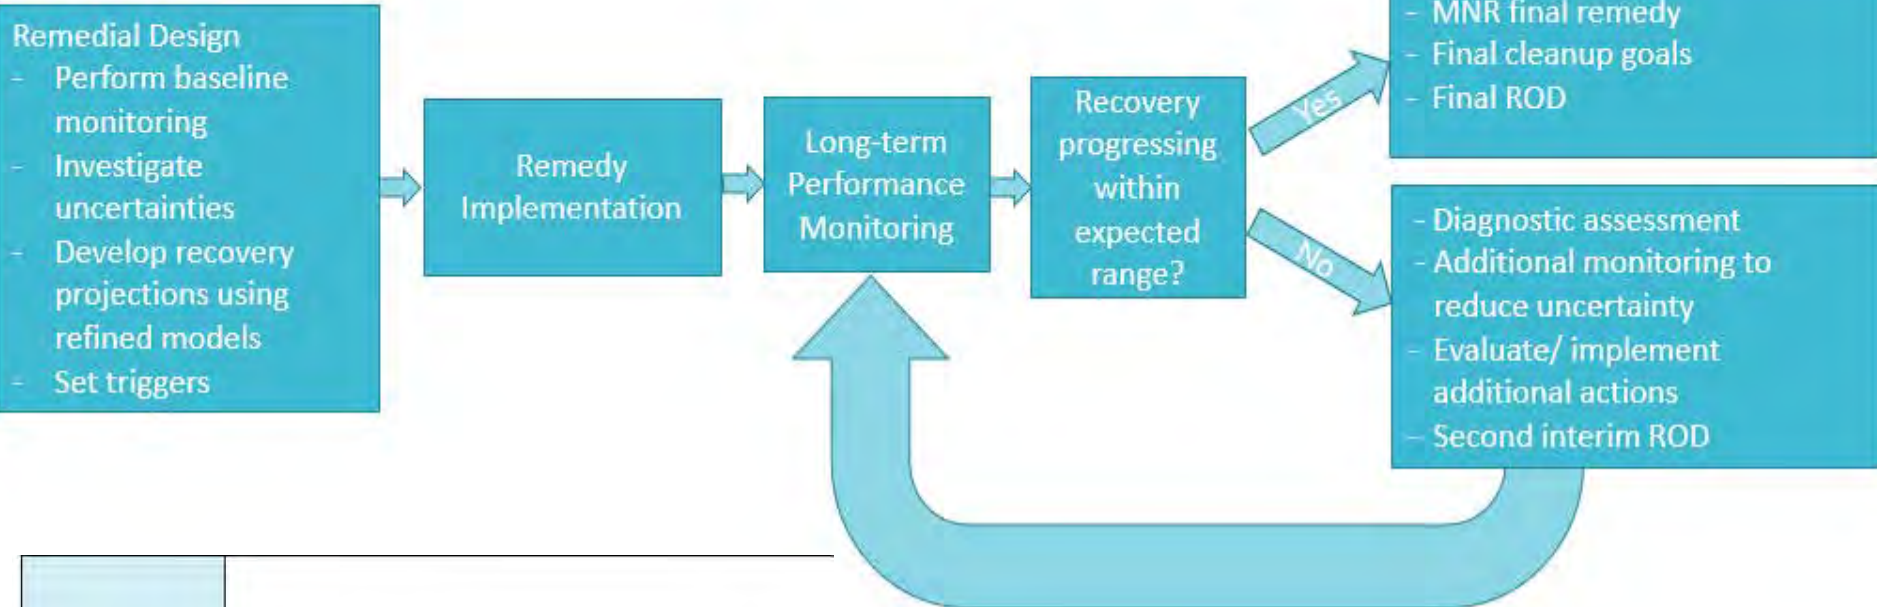 Remedial Design
- Perform baseline
monitoring
- Investigate
uncertainties
- Develop recovery
projections using
refined models
- Set triggers
Remedy
Implementation
Long-term
Performance
Monitoring
Recovery
progressing
within
expected
range?
Yes
- MNR final remedy
- Final cleanup goals
- Final ROD
No
- Diagnostic assessment
- Additional monitoring to
reduce uncertainty
- Evaluate/ implement
additional actions
- Second interim ROD